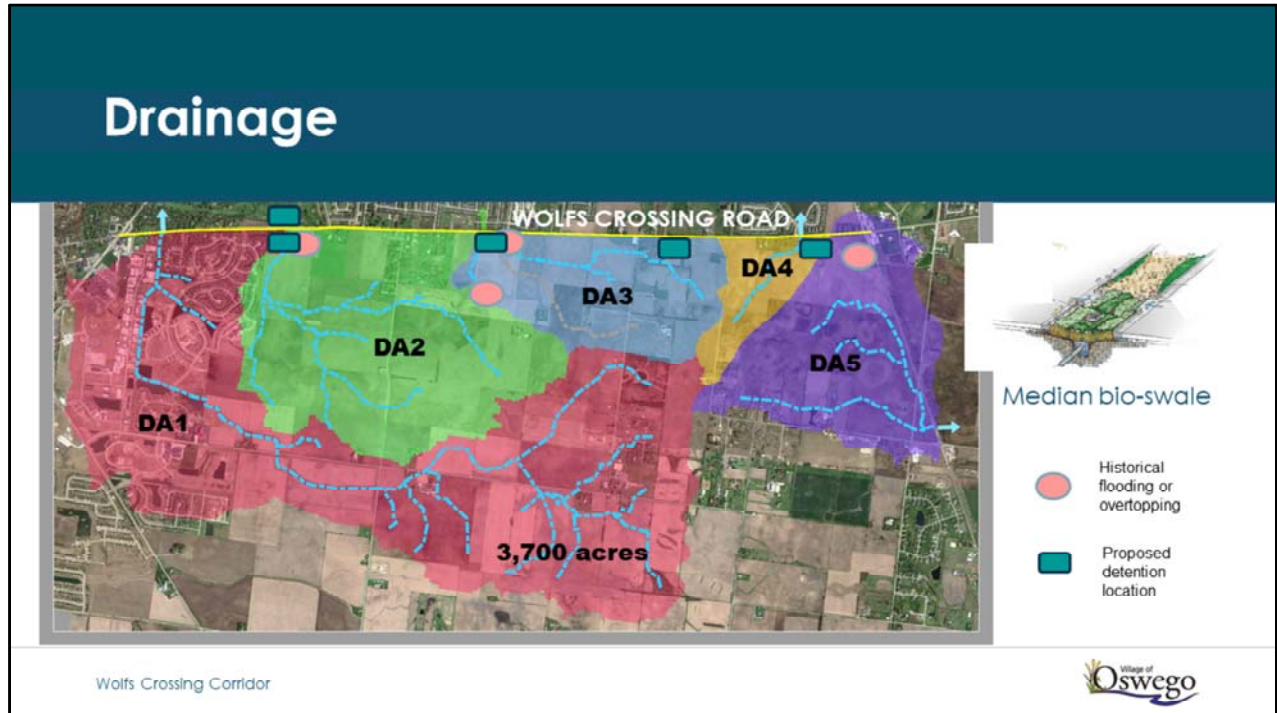 Drainage
WOLFS CROSSING ROAD
DA1
DA2
DA3
DA4
DA5
3,700 acres
Median bio-swale
Historical
flooding or
overtopping
Proposed
detention
location
Wolfs Crossing Corridor
Village of
Oswego